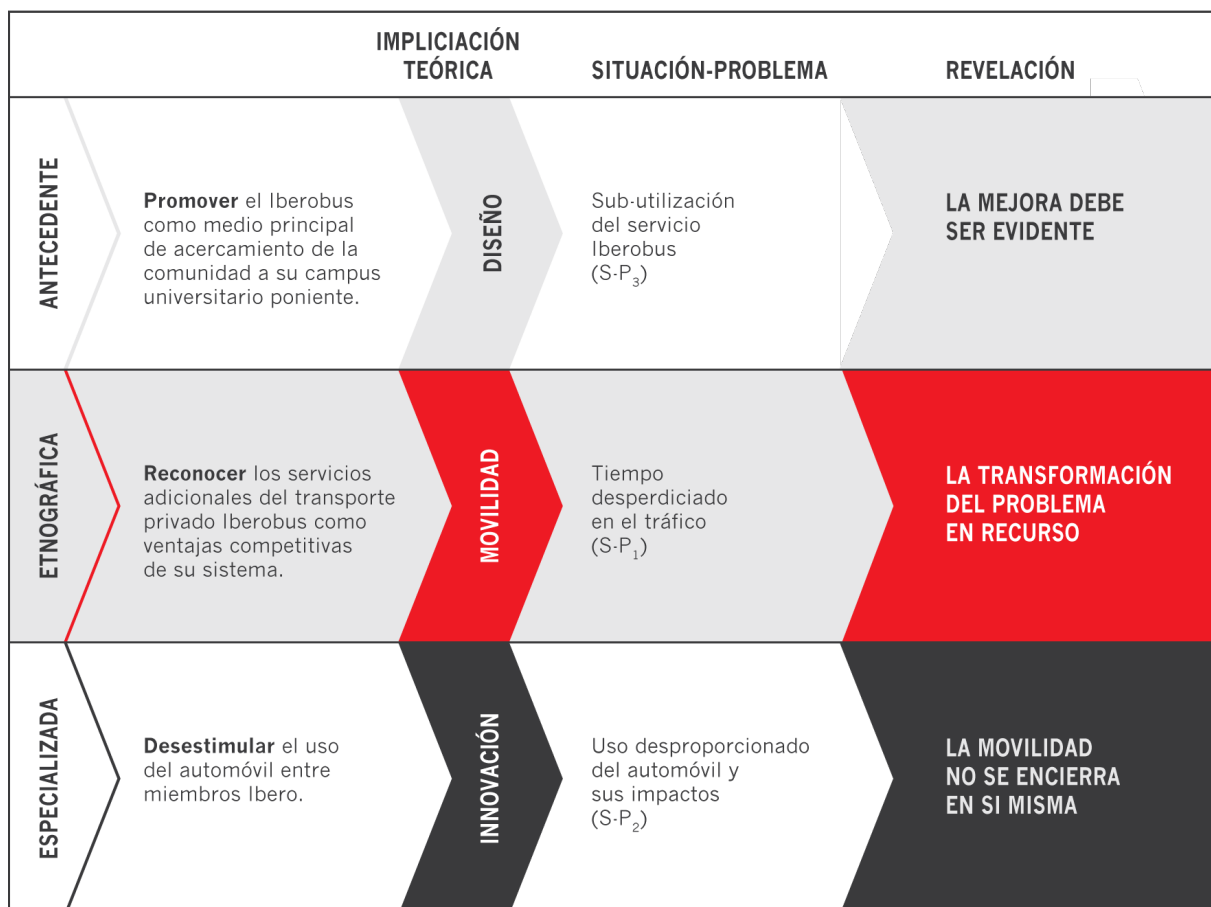 IMPLICIACIÓN
TEÓRICA
SITUACIÓN-PROBLEMA
REVELACIÓN
ANTECEDENTE
Promover el Iberobus
como medio principal
de acercamiento de la
comunidad a su campus
universitario poniente.
DISEÑO
Sub-utilización
del servicio
Iberobus
(S-P₃)
LA MEJORA DEBE
SER EVIDENTE
ETNOGRÁFICA
Reconocer los servicios
adicionales del transporte
privado Iberobus como
ventajas competitivas
de su sistema.
MOVILIDAD
Tiempo
desperdiciado
en el tráfico
(S-P₁)
LA TRANSFORMACIÓN
DEL PROBLEMA
EN RECURSO
ESPECIALIZADA
Desestimular el uso
del automóvil entre
miembros Ibero.
INNOVACIÓN
Uso desproporcionado
del automóvil y
sus impactos
(S-P₂)
LA MOVILIDAD
NO SE ENCIERRA
EN SI MISMA